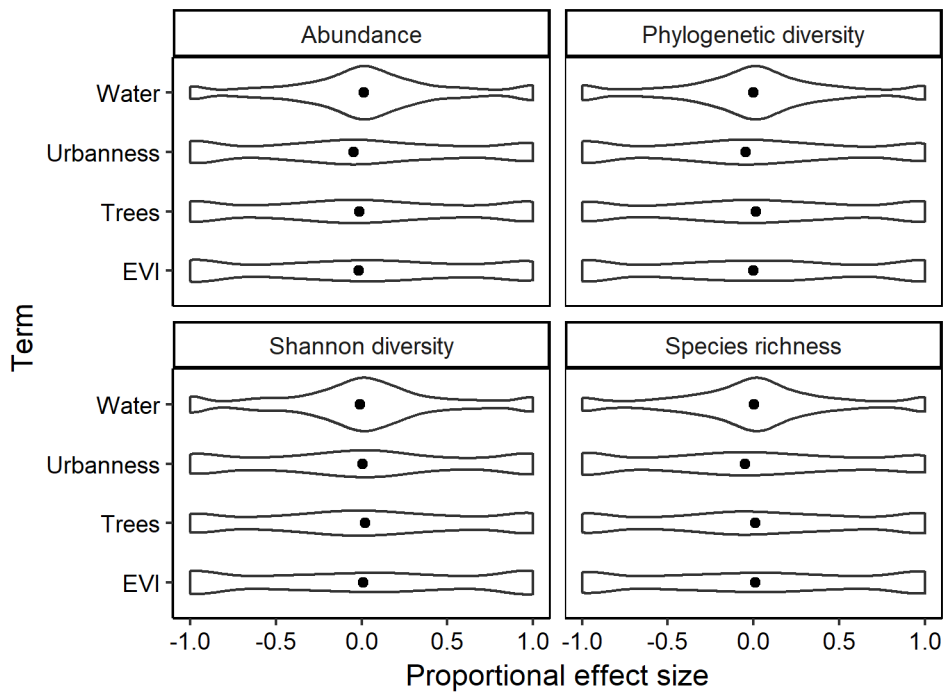 Abundance
Phylogenetic diversity
Water
Urbanness
Trees
EVI
Term
Shannon diversity
Species richness
Water
Urbanness
Trees
EVI
-1.0 -0.5 0.0 0.5 1.0
-1.0 -0.5 0.0 0.5 1.0
Proportional effect size